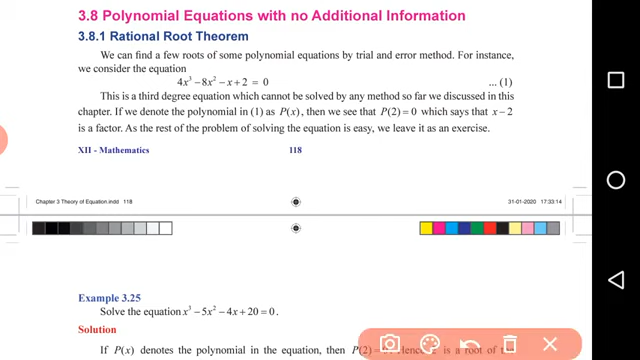 3.8 Polynomial Equations with no Additional Information
3.8.1 Rational Root Theorem
We can find a few roots of some polynomial equations by trial and error method. For instance,
we consider the equation
4x³ − 8x² − x + 2 = 0 ... (1)
This is a third degree equation which cannot be solved by any method so far we discussed in this
chapter. If we denote the polynomial in (1) as P(x), then we see that P(2) = 0 which says that x − 2
is a factor. As the rest of the problem of solving the equation is easy, we leave it as an exercise.
XII - Mathematics 118
Chapter 3 Theory of Equation.indd 118 31-01-2020 17:33:14
Example 3.25
Solve the equation x³ − 5x² − 4x + 20 = 0.
Solution
If P(x) denotes the polynomial in the equation, then P(2) = is a root of the